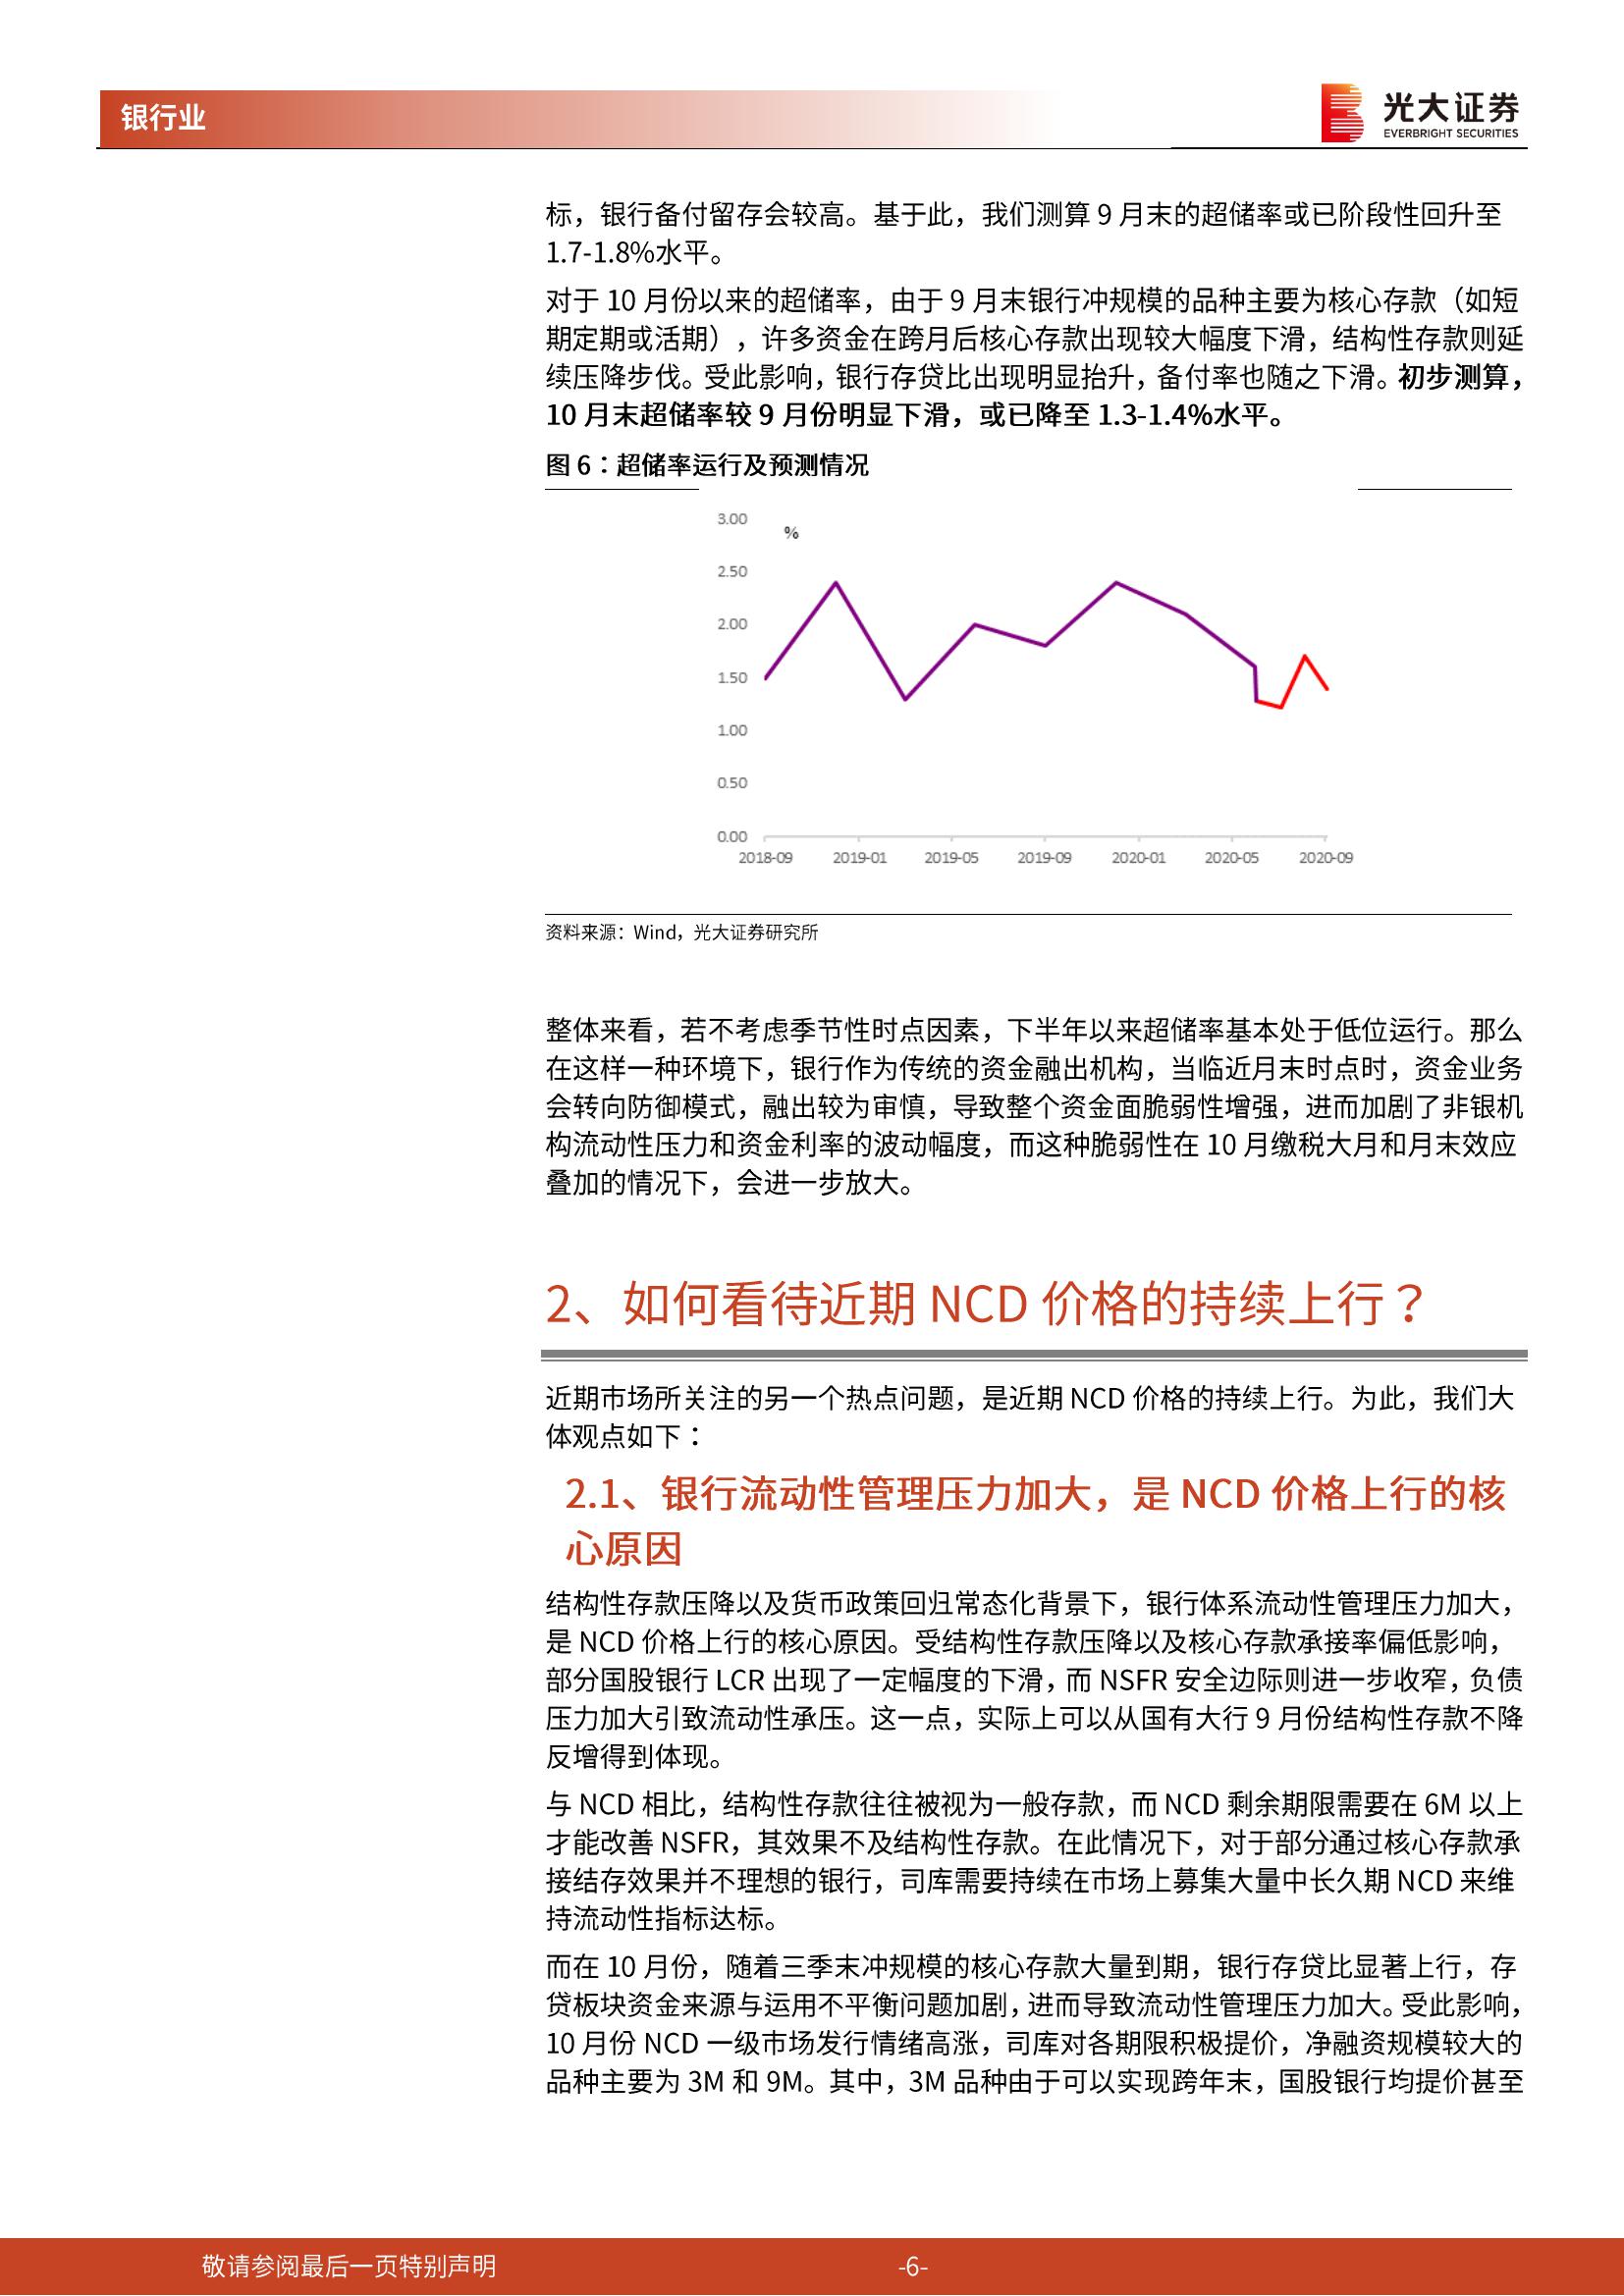 银行业
光大证券
EVERBRIGHT SECURITIES
标，银行备付留存会较高。基于此，我们测算 9 月末的超储率或已阶段性回升至
1.7-1.8%水平。
对于 10 月份以来的超储率，由于 9 月末银行冲规模的品种主要为核心存款（如短
期定期或活期），许多资金在跨月后核心存款出现较大幅度下滑，结构性存款则延
续压降步伐。受此影响，银行存贷比出现明显抬升，备付率也随之下滑。初步测算，
10 月末超储率较 9 月份明显下滑，或已降至 1.3-1.4%水平。
图 6：超储率运行及预测情况
3.00
%
2.50
2.00
1.50
1.00
0.50
0.00
2018-09 2019-01 2019-05 2019-09 2020-01 2020-05 2020-09
资料来源：Wind，光大证券研究所
整体来看，若不考虑季节性时点因素，下半年以来超储率基本处于低位运行。那么
在这样一种环境下，银行作为传统的资金融出机构，当临近月末时点时，资金业务
会转向防御模式，融出较为审慎，导致整个资金面脆弱性增强，进而加剧了非银机
构流动性压力和资金利率的波动幅度，而这种脆弱性在 10 月缴税大月和月末效应
叠加的情况下，会进一步放大。
2、如何看待近期 NCD 价格的持续上行？
近期市场所关注的另一个热点问题，是近期 NCD 价格的持续上行。为此，我们大
体观点如下：
2.1、银行流动性管理压力加大，是 NCD 价格上行的核
心原因
结构性存款压降以及货币政策回归常态化背景下，银行体系流动性管理压力加大，
是 NCD 价格上行的核心原因。受结构性存款压降以及核心存款承接率偏低影响，
部分国股银行 LCR 出现了一定幅度的下滑，而 NSFR 安全边际则进一步收窄，负债
压力加大引致流动性承压。这一点，实际上可以从国有大行 9 月份结构性存款不降
反增得到体现。
与 NCD 相比，结构性存款往往被视为一般存款，而 NCD 剩余期限需要在 6M 以上
才能改善 NSFR，其效果不及结构性存款。在此情况下，对于部分通过核心存款承
接结存效果并不理想的银行，司库需要持续在市场上募集大量中长久期 NCD 来维
持流动性指标达标。
而在 10 月份，随着三季末冲规模的核心存款大量到期，银行存贷比显著上行，存
贷板块资金来源与运用不平衡问题加剧，进而导致流动性管理压力加大。受此影响，
10 月份 NCD 一级市场发行情绪高涨，司库对各期限积极提价，净融资规模较大的
品种主要为 3M 和 9M。其中，3M 品种由于可以实现跨年末，国股银行均提价甚至
敬请参阅最后一页特别声明
-6-